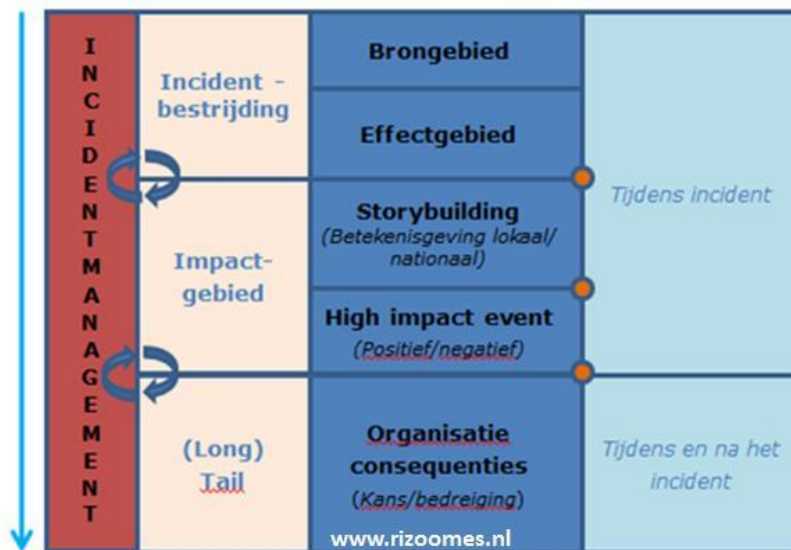 INCIDENTMANAGEMENT
Incident -
bestrijding
Brongebied
Effectgebied
Tijdens incident
Impact-
gebied
Storybuilding
(Betekenisgeving lokaal/
nationaal)
High impact event
(Positief/negatief)
(Long)
Tail
Organisatie
consequenties
(Kans/bedreiging)
Tijdens en na het
incident
www.rizoomes.nl